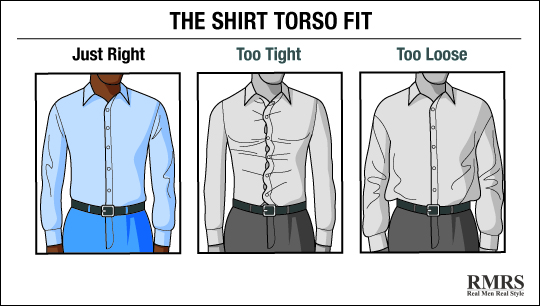 THE SHIRT TORSO FIT
Just Right
Too Tight
Too Loose
RMRS
Real Men Real Style